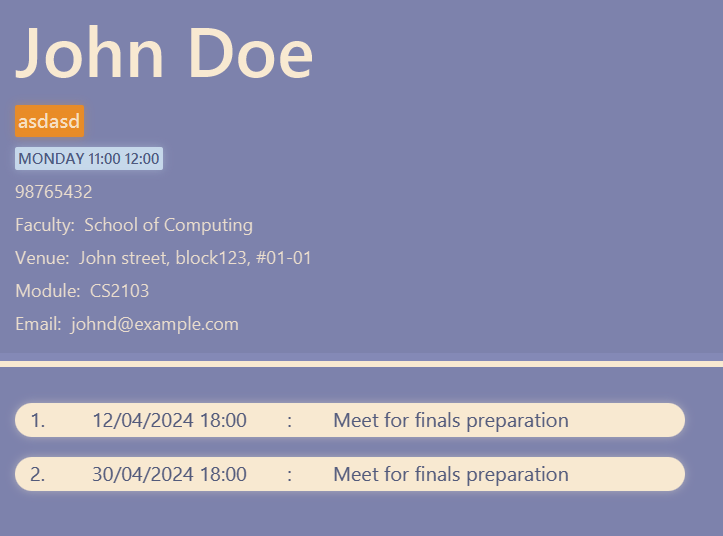 John Doe
asdasd
MONDAY 11:00 12:00
98765432
Faculty: School of Computing
Venue: John street, block123, #01-01
Module: CS2103
Email: johnd@example.com
1. 12/04/2024 18:00 : Meet for finals preparation
2. 30/04/2024 18:00 : Meet for finals preparation